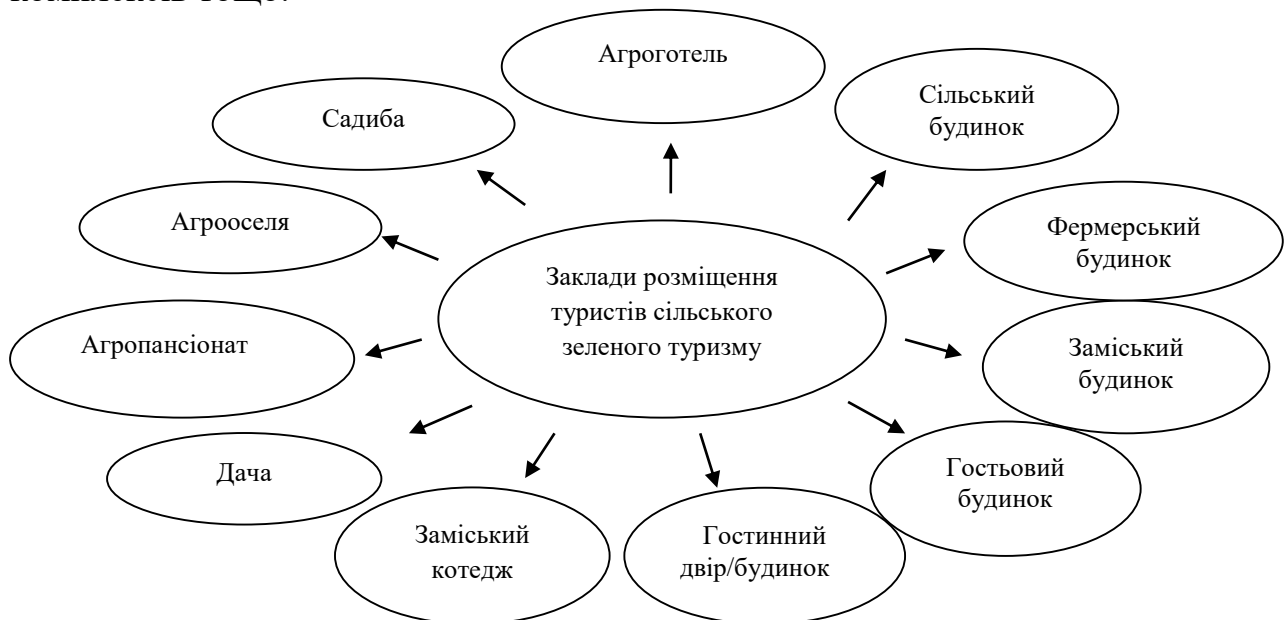 Агроготель
Сільський
будинок
Садиба
Фермерський
будинок
Агрооселя
Заклади розміщення
туристів сільського
зеленого туризму
Агропансіонат
Заміський
будинок
Дача
Гостьовий
будинок
Заміський
котедж
Гостинний
двір/будинок